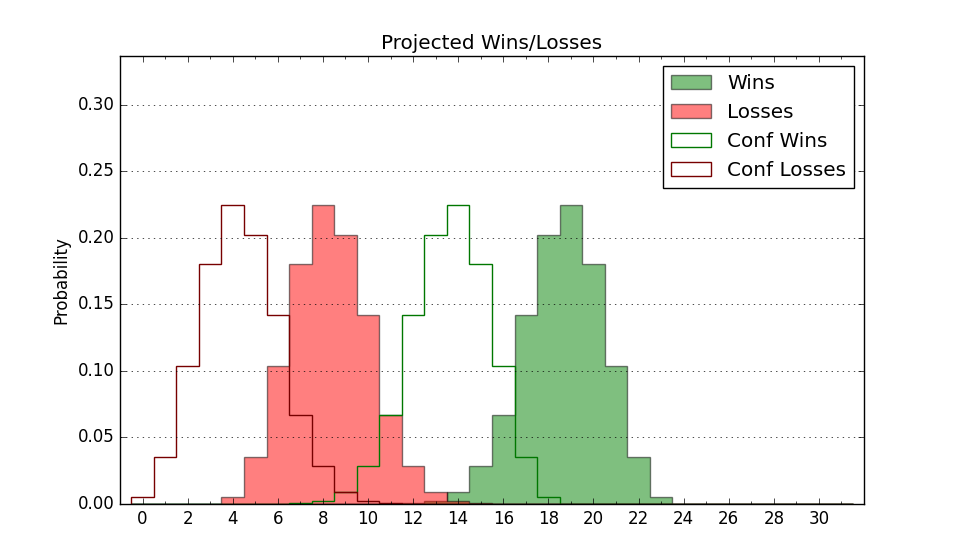 Projected Wins/Losses
Wins
Losses
Conf Wins
Conf Losses
Probability
0.30
0.25
0.20
0.15
0.10
0.05
0.00
0 2 4 6 8 10 12 14 16 18 20 22 24 26 28 30